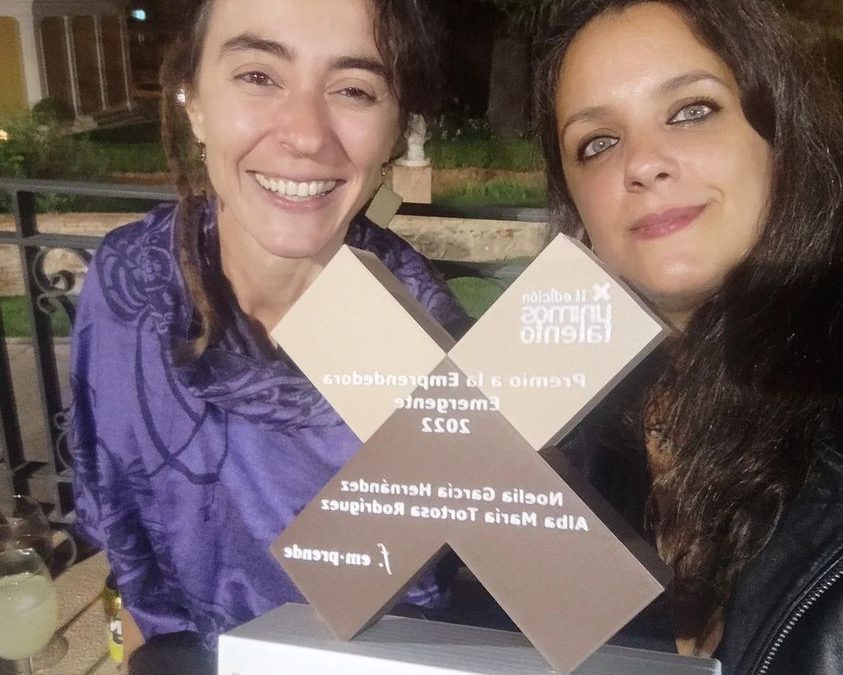 II edición
unimos
talento
Premio a la Emprendedora
Emergente
2022
Noelia García Hernández
Alba María Tortosa Rodríguez
f. em·prende